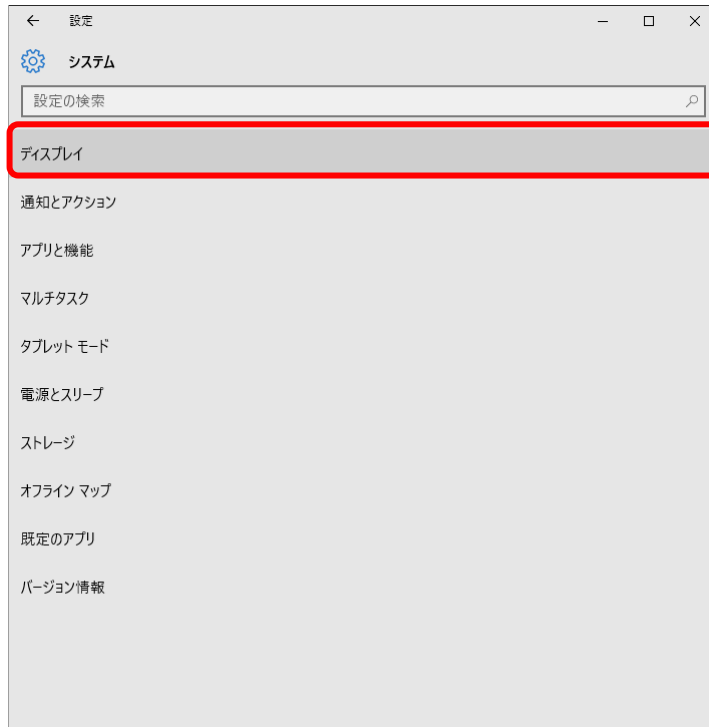 設定
システム
設定の検索
ディスプレイ
通知とアクション
アプリと機能
マルチタスク
タブレット モード
電源とスリープ
ストレージ
オフライン マップ
既定のアプリ
バージョン情報